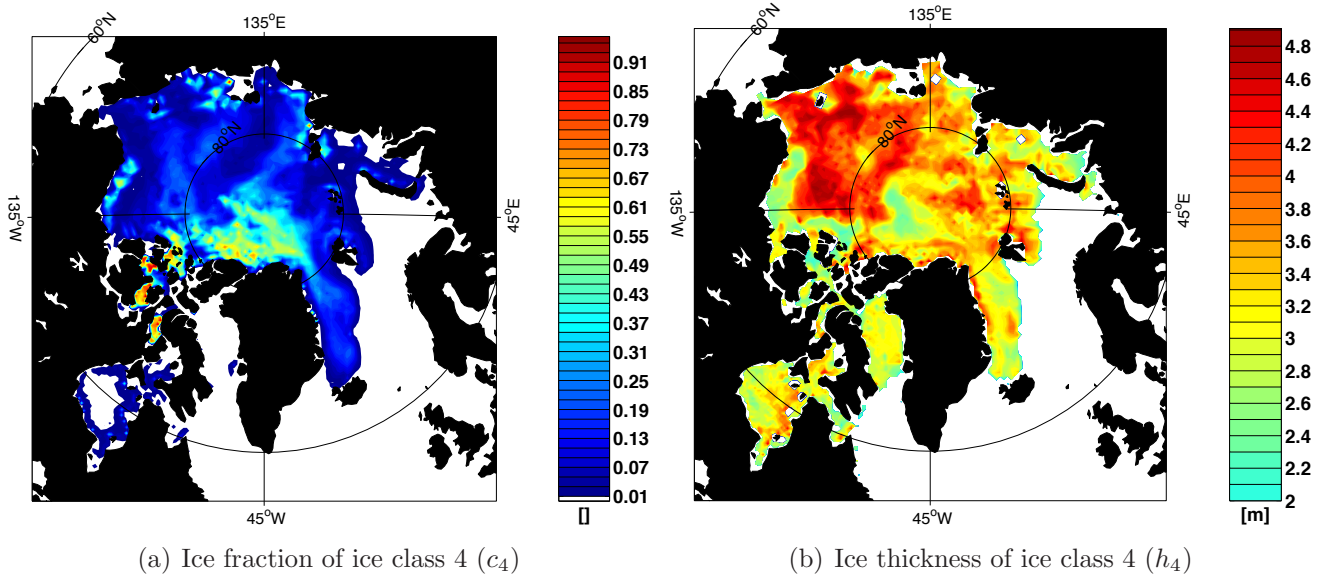 135°E
60°N
80°N
135°W
45°E
45°W
0.91
0.85
0.79
0.73
0.67
0.61
0.55
0.49
0.43
0.37
0.31
0.25
0.19
0.13
0.07
0.01
[]
(a) Ice fraction of ice class 4 (c₄)
135°E
60°N
80°N
135°W
45°E
45°W
4.8
4.6
4.4
4.2
4
3.8
3.6
3.4
3.2
3
2.8
2.6
2.4
2.2
2
[m]
(b) Ice thickness of ice class 4 (h₄)